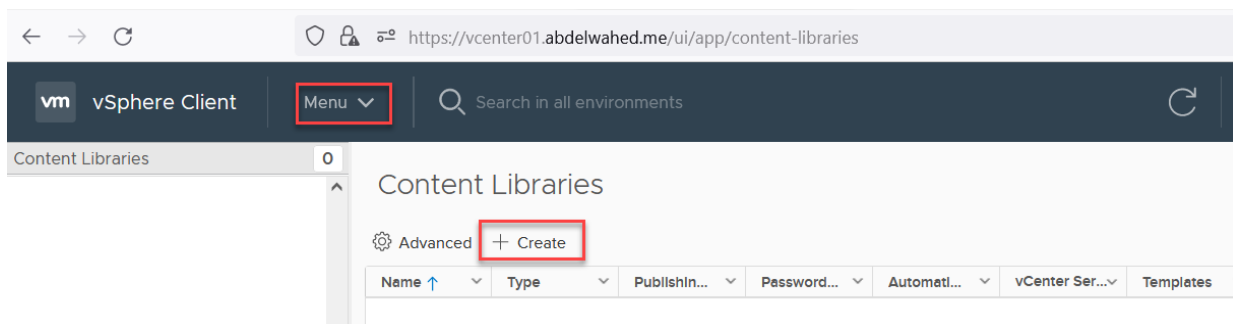 https://vcenter01.abdelwahed.me/ui/app/content-libraries
vm vSphere Client Menu Search in all environments
Content Libraries 0
Content Libraries
Advanced + Create
Name ↑ Type Publishin... Password... Automati... vCenter Ser... Templates